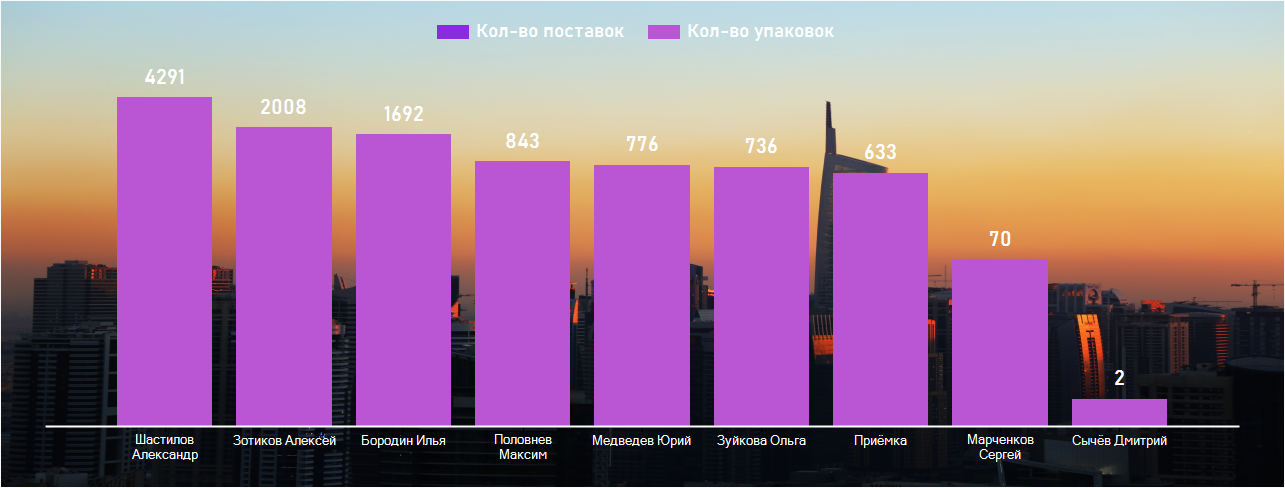 Кол-во поставок Кол-во упаковок
4291
2008
1692
843
776
736
633
70
2
Шастилов
Александр
Зотиков Алексей
Бородин Илья
Половнев
Максим
Медведев Юрий
Зуйкова Ольга
Приёмка
Марченков
Сергей
Сычёв Дмитрий